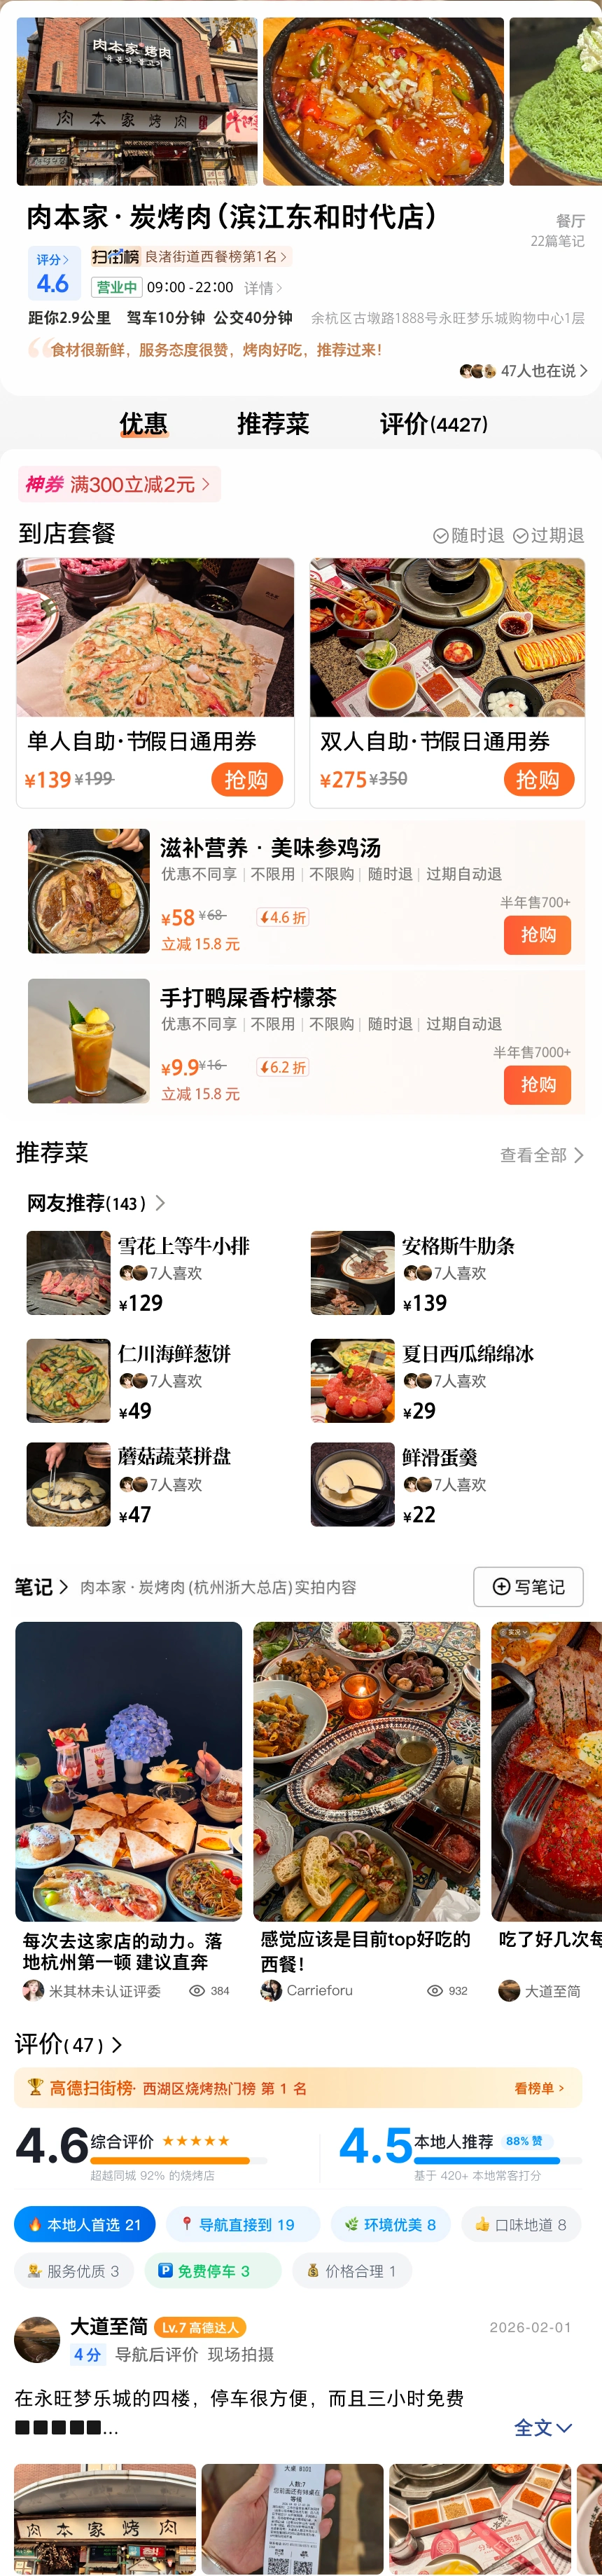 肉本家·烤肉
육본가 불고기
肉本家烤肉
肉本家·炭烤肉(滨江东和时代店)
餐厅
22篇笔记
评分>
4.6
扫街榜 良渚街道西餐榜第1名>
营业中 09:00-22:00 详情>
距你2.9公里 驾车10分钟 公交40分钟 余杭区古墩路1888号永旺梦乐城购物中心1层
食材很新鲜，服务态度很赞，烤肉好吃，推荐过来！
47人也在说>
优惠 推荐菜 评价(4427)
神券 满300立减2元>
到店套餐
随时退 过期退
单人自助·节假日通用券
¥139 ¥199 抢购
双人自助·节假日通用券
¥275 ¥350 抢购
滋补营养·美味参鸡汤
优惠不同享|不限用|不限购|随时退|过期自动退
半年售700+
¥58 ¥68 4.6折
立减 15.8 元
抢购
手打鸭屎香柠檬茶
优惠不同享|不限用|不限购|随时退|过期自动退
半年售7000+
¥9.9 ¥16 6.2折
立减 15.8 元
抢购
推荐菜
查看全部>
网友推荐(143)>
雪花上等牛小排
7人喜欢
¥129
安格斯牛肋条
7人喜欢
¥139
仁川海鲜葱饼
7人喜欢
¥49
夏日西瓜绵绵冰
7人喜欢
¥29
蘑菇蔬菜拼盘
7人喜欢
¥47
鲜滑蛋羹
7人喜欢
¥22
笔记> 肉本家·炭烤肉(杭州浙大总店)实拍内容
写笔记
实况
每次去这家店的动力。落
地杭州第一顿 建议直奔
米其林未认证评委 384
感觉应该是目前top好吃的
西餐！
Carrieforu 932
吃了好几次每
大道至简
评价(47)>
高德扫街榜· 西湖区烧烤热门榜 第 1 名
看榜单>
4.6 综合评价 ★★★★★
超越同城 92% 的烧烤店
4.5 本地人推荐 88% 赞
基于 420+ 本地常客打分
本地人首选 21
导航直接到 19
环境优美 8
口味地道 8
服务优质 3
免费停车 3
价格合理 1
大道至简 Lv.7 高德达人
2026-02-01
4分 导航后评价 现场拍摄
在永旺梦乐城的四楼，停车很方便，而且三小时免费
■■■■■...
全文
肉本家烤肉
大桌 B101
人数:7